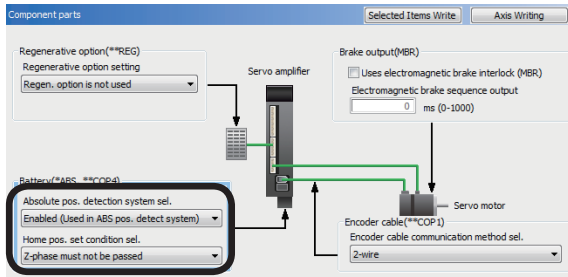 Component parts
Selected Items Write
Axis Writing
Regenerative option(**REG)
Regenerative option setting
Regen. option is not used
Servo amplifier
Brake output(MBR)
Uses electromagnetic brake interlock (MBR)
Electromagnetic brake sequence output
0 ms (0-1000)
Battery(*ABS, **COP4)
Absolute pos. detection system sel.
Enabled (Used in ABS pos. detect system)
Home pos. set condition sel.
Z-phase must not be passed
Servo motor
Encoder cable(**COP1)
Encoder cable communication method sel.
2-wire